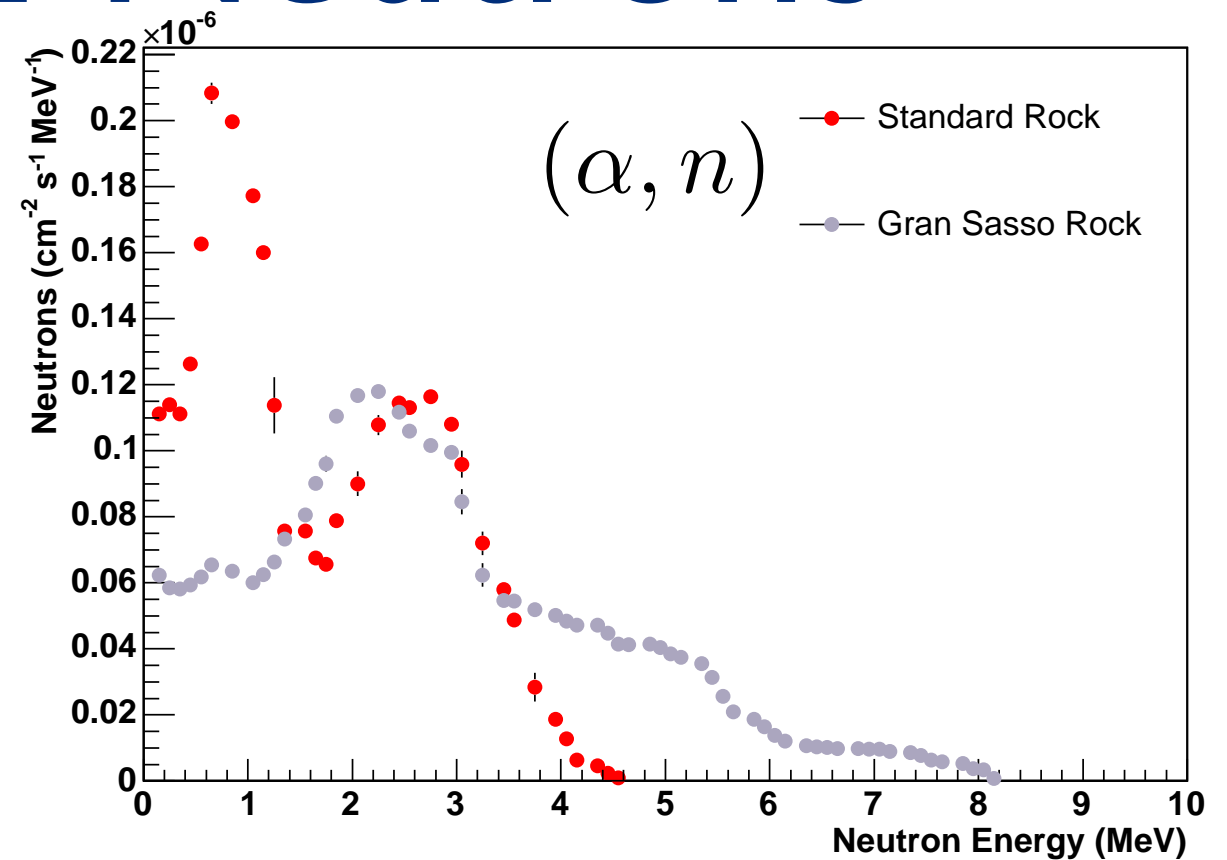 ×10-6
Neutrons (cm-2 s-1 MeV-1)
0.22
0.2
0.18
0.16
0.14
0.12
0.1
0.08
0.06
0.04
0.02
0
(α, n)
Standard Rock
Gran Sasso Rock
0 1 2 3 4 5 6 7 8 9 10
Neutron Energy (MeV)